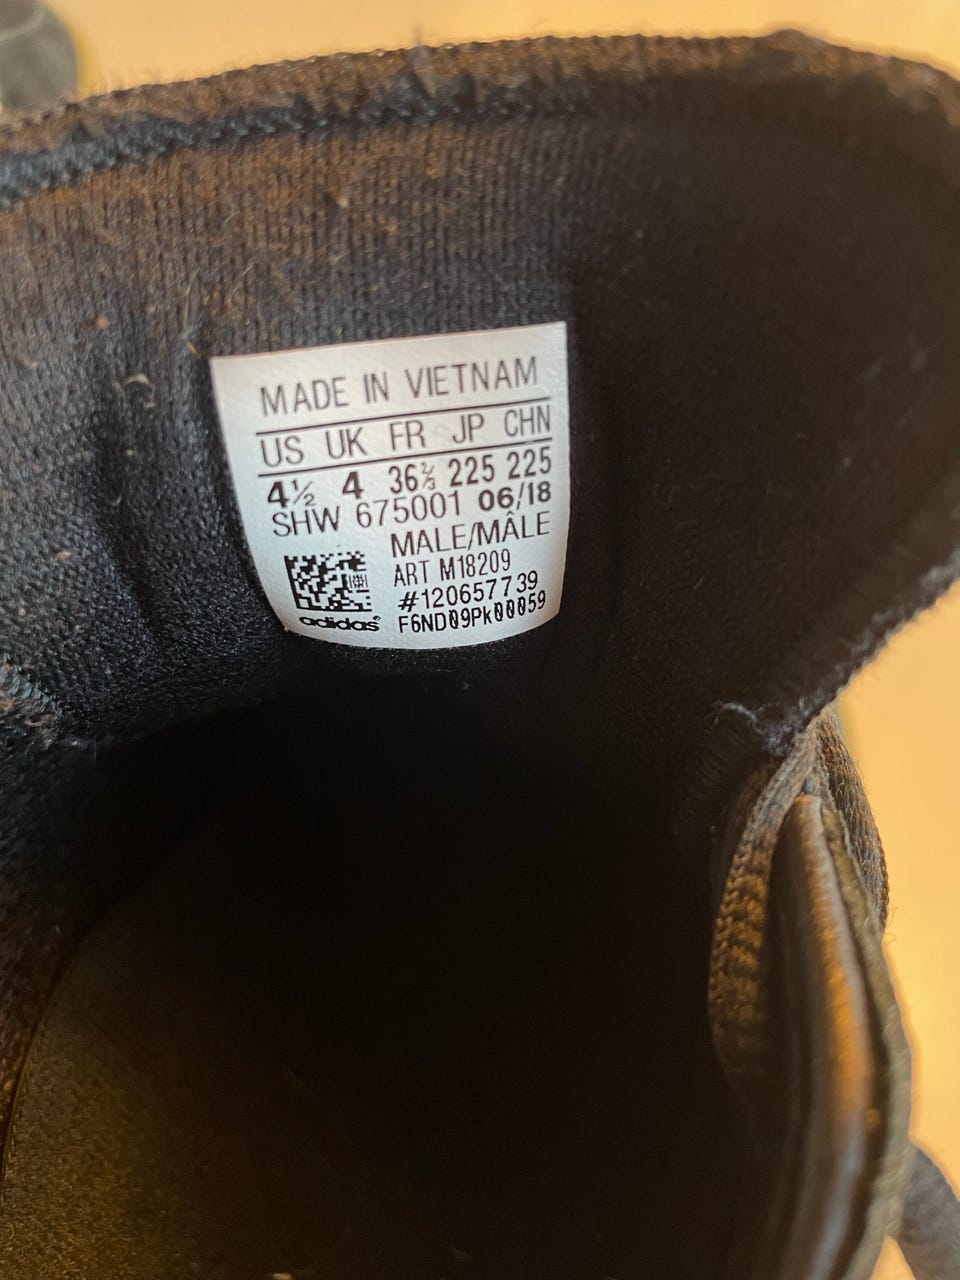 MADE IN VIETNAM
US UK FR JP CHN
4½ 4 36⅔ 225 225
SHW 675001 06/18
MALE/MÂLE
ART M18209
#120657739
adidas F6ND09Pk00059